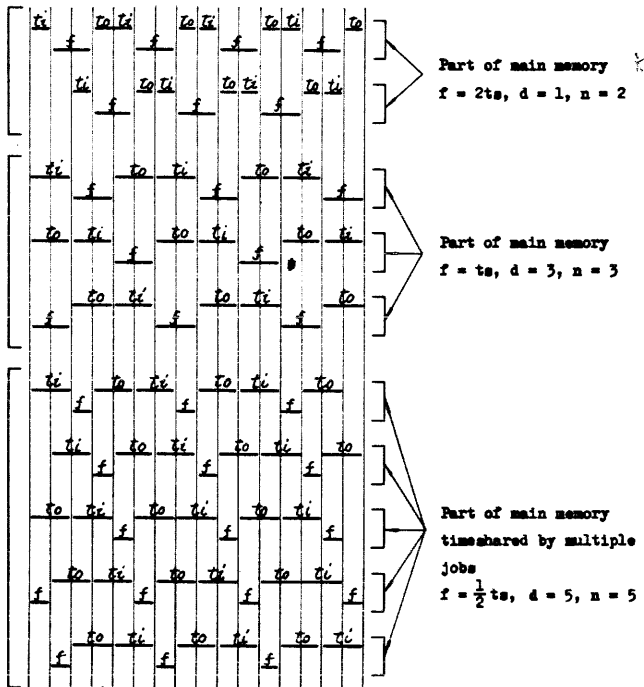 ti to ti to ti to ti to
f f f f
ti to ti to ti to ti
f f f
Part of main memory
f = 2ts, d = 1, n = 2
ti to ti to ti
f f f
to ti to ti to ti
f f
to ti to ti to
f f f
Part of main memory
f = ts, d = 3, n = 3
ti to ti to ti to
f f f
ti to ti to ti to
f f f
to ti to ti to ti
f f f
to ti to ti to ti
f f f f
to ti to ti to ti
f f f
Part of main memory
timeshared by multiple
jobs
f = 1/2 ts, d = 5, n = 5